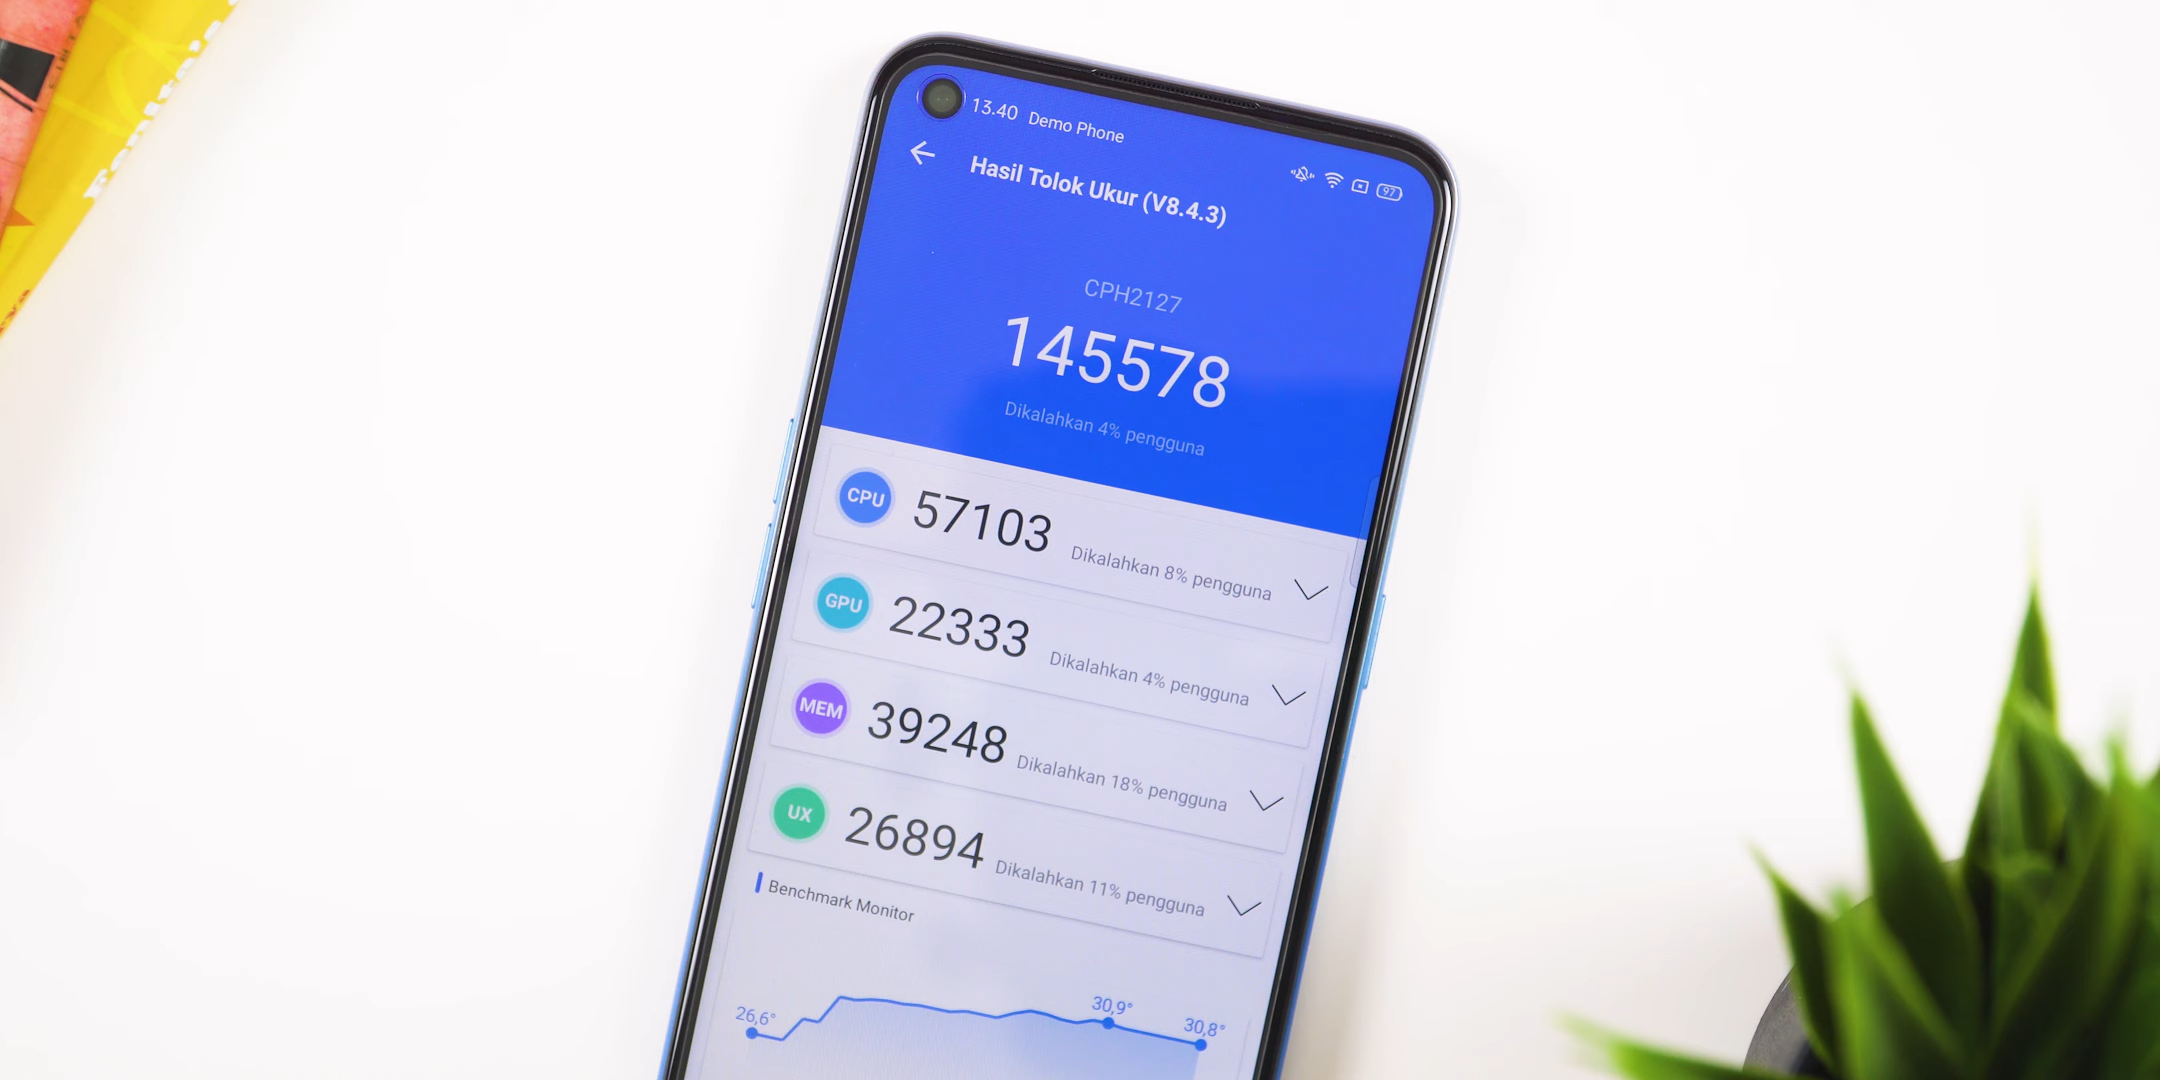 13.40 Demo Phone
97
Hasil Tolok Ukur (V8.4.3)
CPH2127
145578
Dikalahkan 4% pengguna
CPU 57103 Dikalahkan 8% pengguna
GPU 22333 Dikalahkan 4% pengguna
MEM 39248 Dikalahkan 18% pengguna
UX 26894 Dikalahkan 11% pengguna
Benchmark Monitor
26,6° 30,9° 30,8°